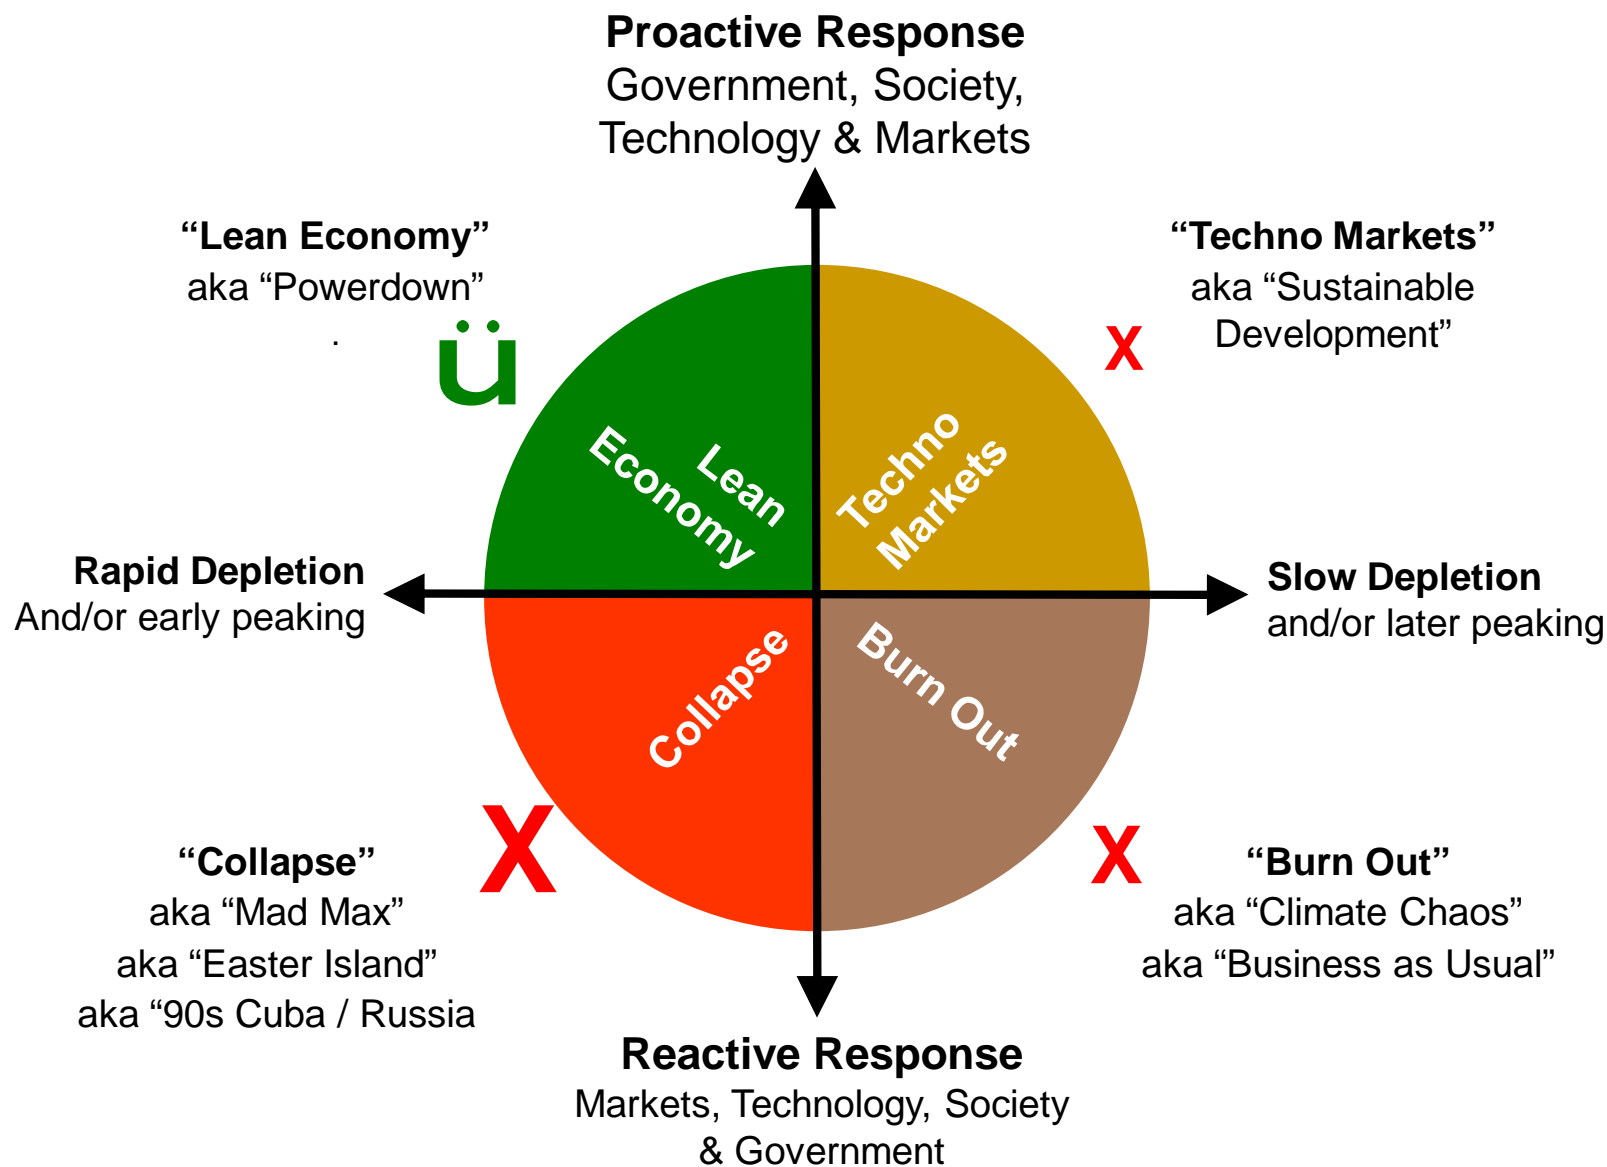 Proactive Response
Government, Society,
Technology & Markets
“Lean Economy”
aka “Powerdown”
.
ü
“Techno Markets”
aka “Sustainable
Development”
X
Lean
Economy
Techno
Markets
Rapid Depletion
And/or early peaking
Slow Depletion
and/or later peaking
Collapse
Burn Out
X
“Collapse”
aka “Mad Max”
aka “Easter Island”
aka “90s Cuba / Russia
X
“Burn Out”
aka “Climate Chaos”
aka “Business as Usual”
Reactive Response
Markets, Technology, Society
& Government